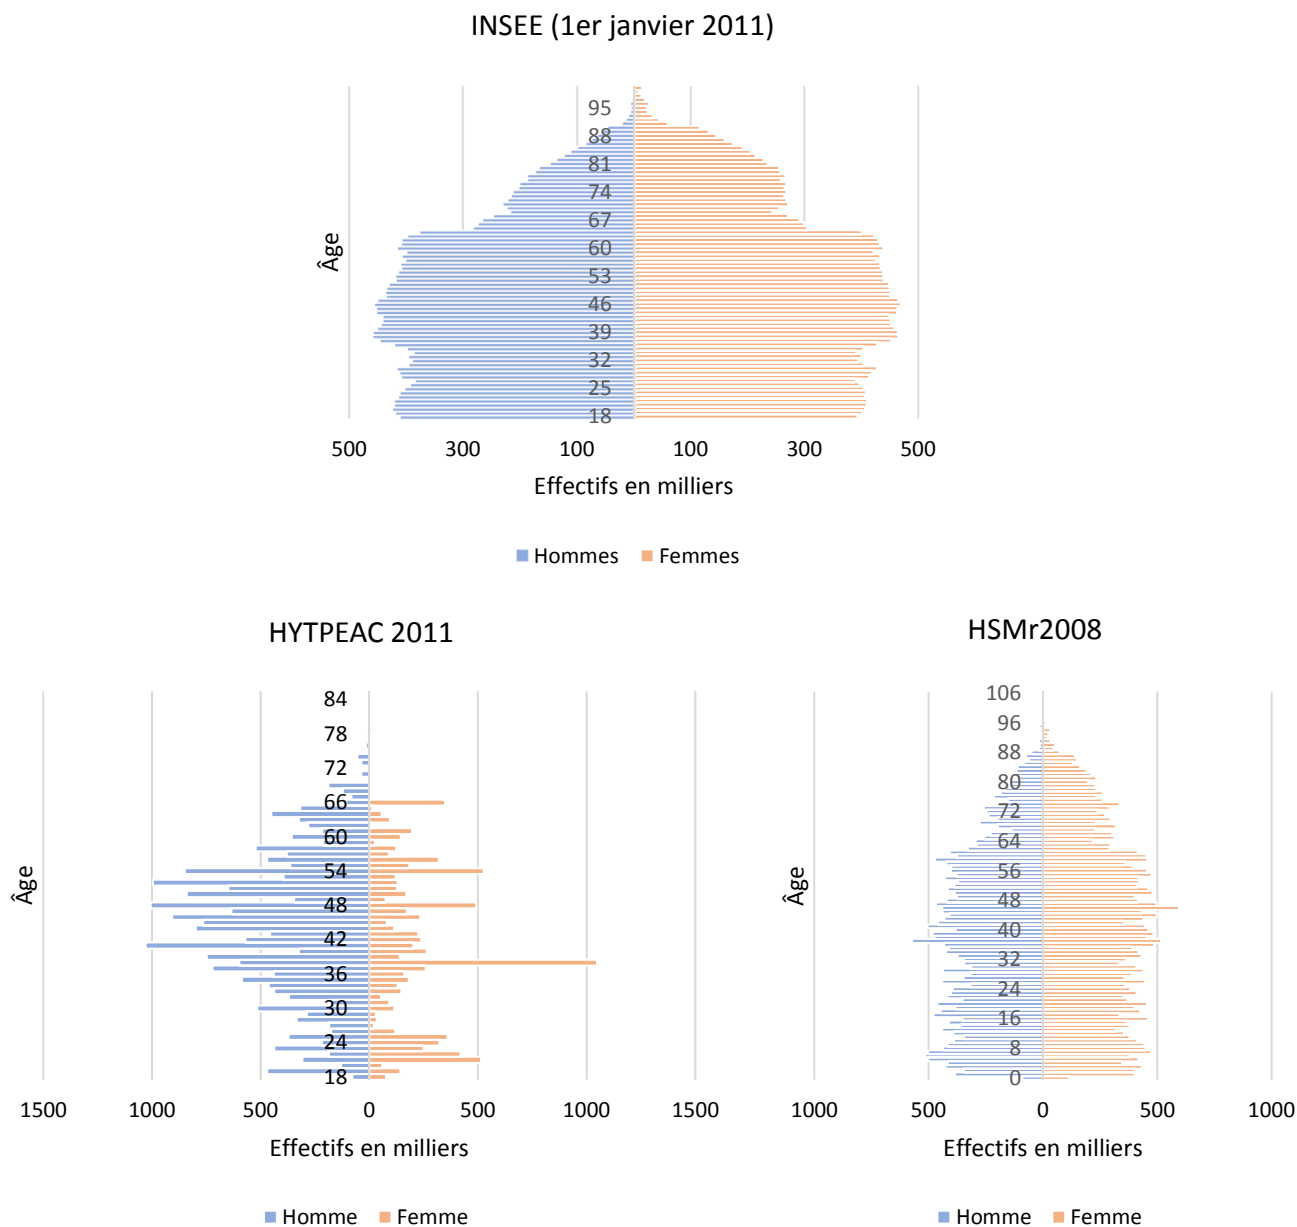 INSEE (1er janvier 2011)
Âge
95
88
81
74
67
60
53
46
39
32
25
18
500 300 100 100 300 500
Effectifs en milliers
Hommes Femmes
HYTPEAC 2011
Âge
84
78
72
66
60
54
48
42
36
30
24
18
1500 1000 500 0 500 1000 1500
Effectifs en milliers
Homme Femme
HSMr2008
Âge
106
96
88
80
72
64
56
48
40
32
24
16
8
0
1000 500 0 500 1000
Effectifs en milliers
Homme Femme